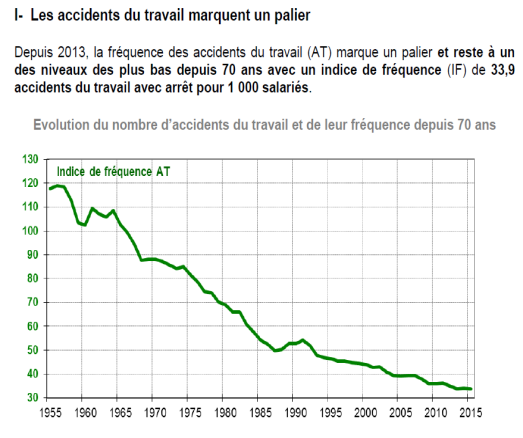 I- Les accidents du travail marquent un palier
Depuis 2013, la fréquence des accidents du travail (AT) marque un palier et reste à un
des niveaux des plus bas depuis 70 ans avec un indice de fréquence (IF) de 33,9
accidents du travail avec arrêt pour 1 000 salariés.
Evolution du nombre d'accidents du travail et de leur fréquence depuis 70 ans
130
Indice de fréquence AT
120
110
100
90
80
70
60
50
40
30
1955 1960 1965 1970 1975 1980 1985 1990 1995 2000 2005 2010 2015